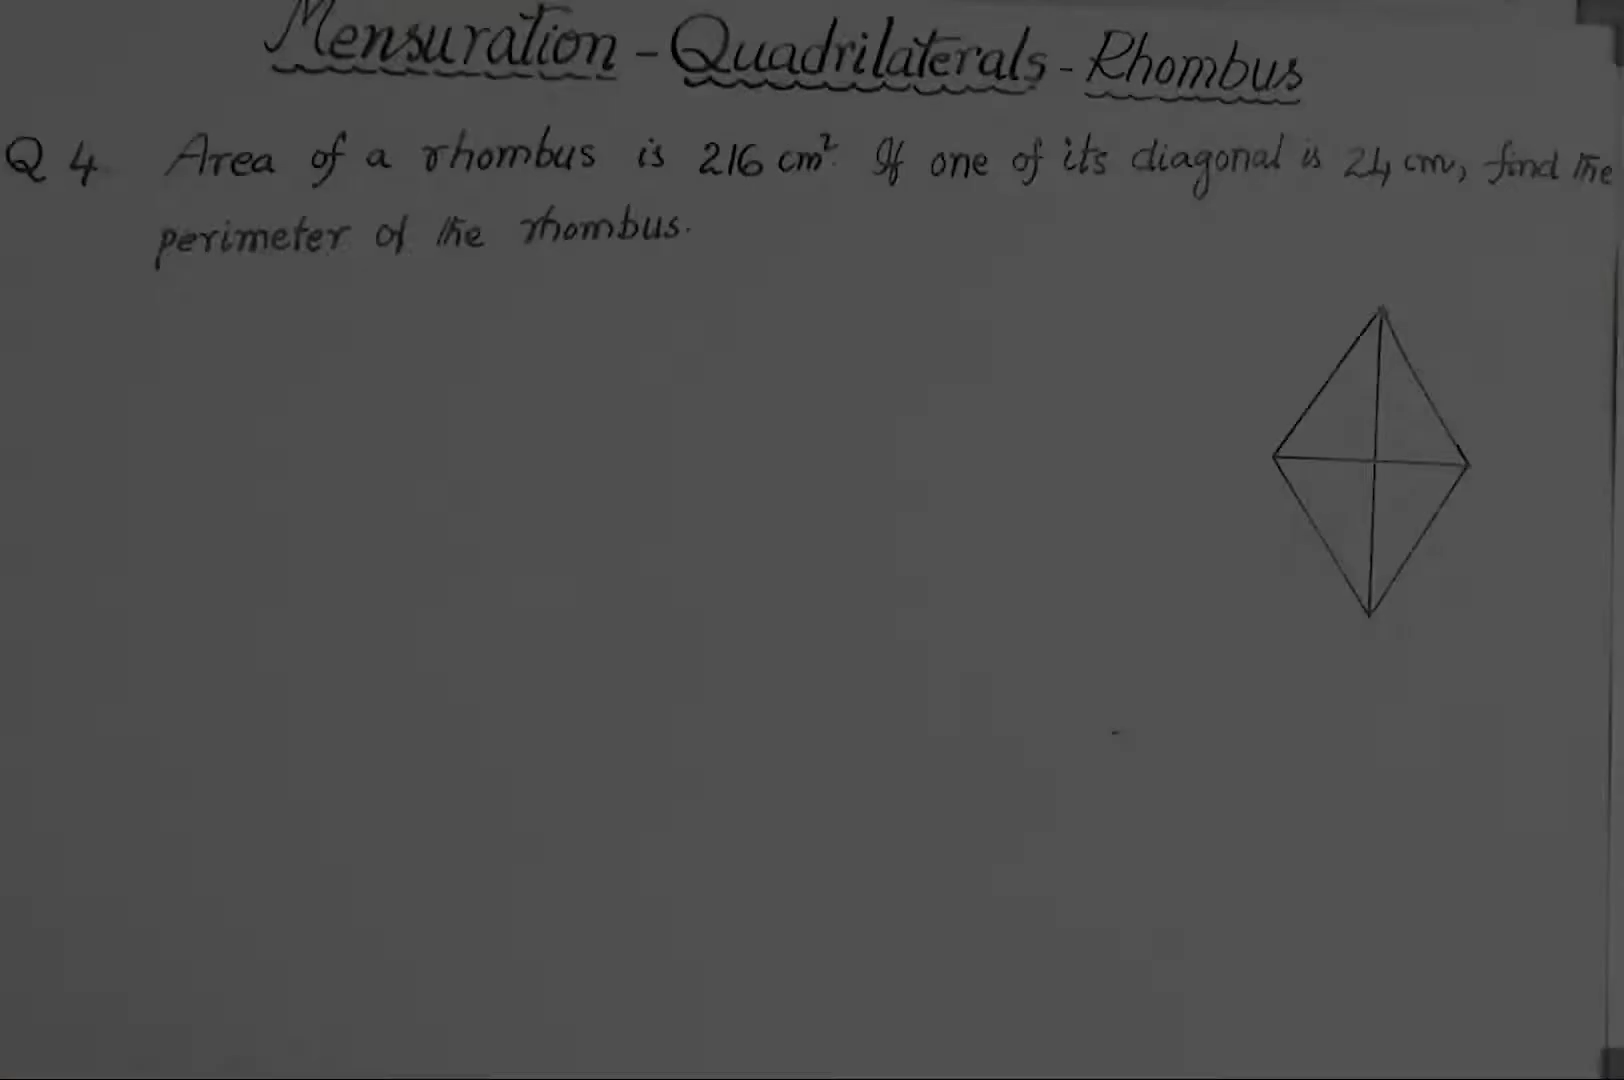 Mensuration - Quadrilaterals - Rhombus
Q 4 Area of a rhombus is 216 cm². If one of its diagonal is 24 cm, find the
perimeter of the rhombus.